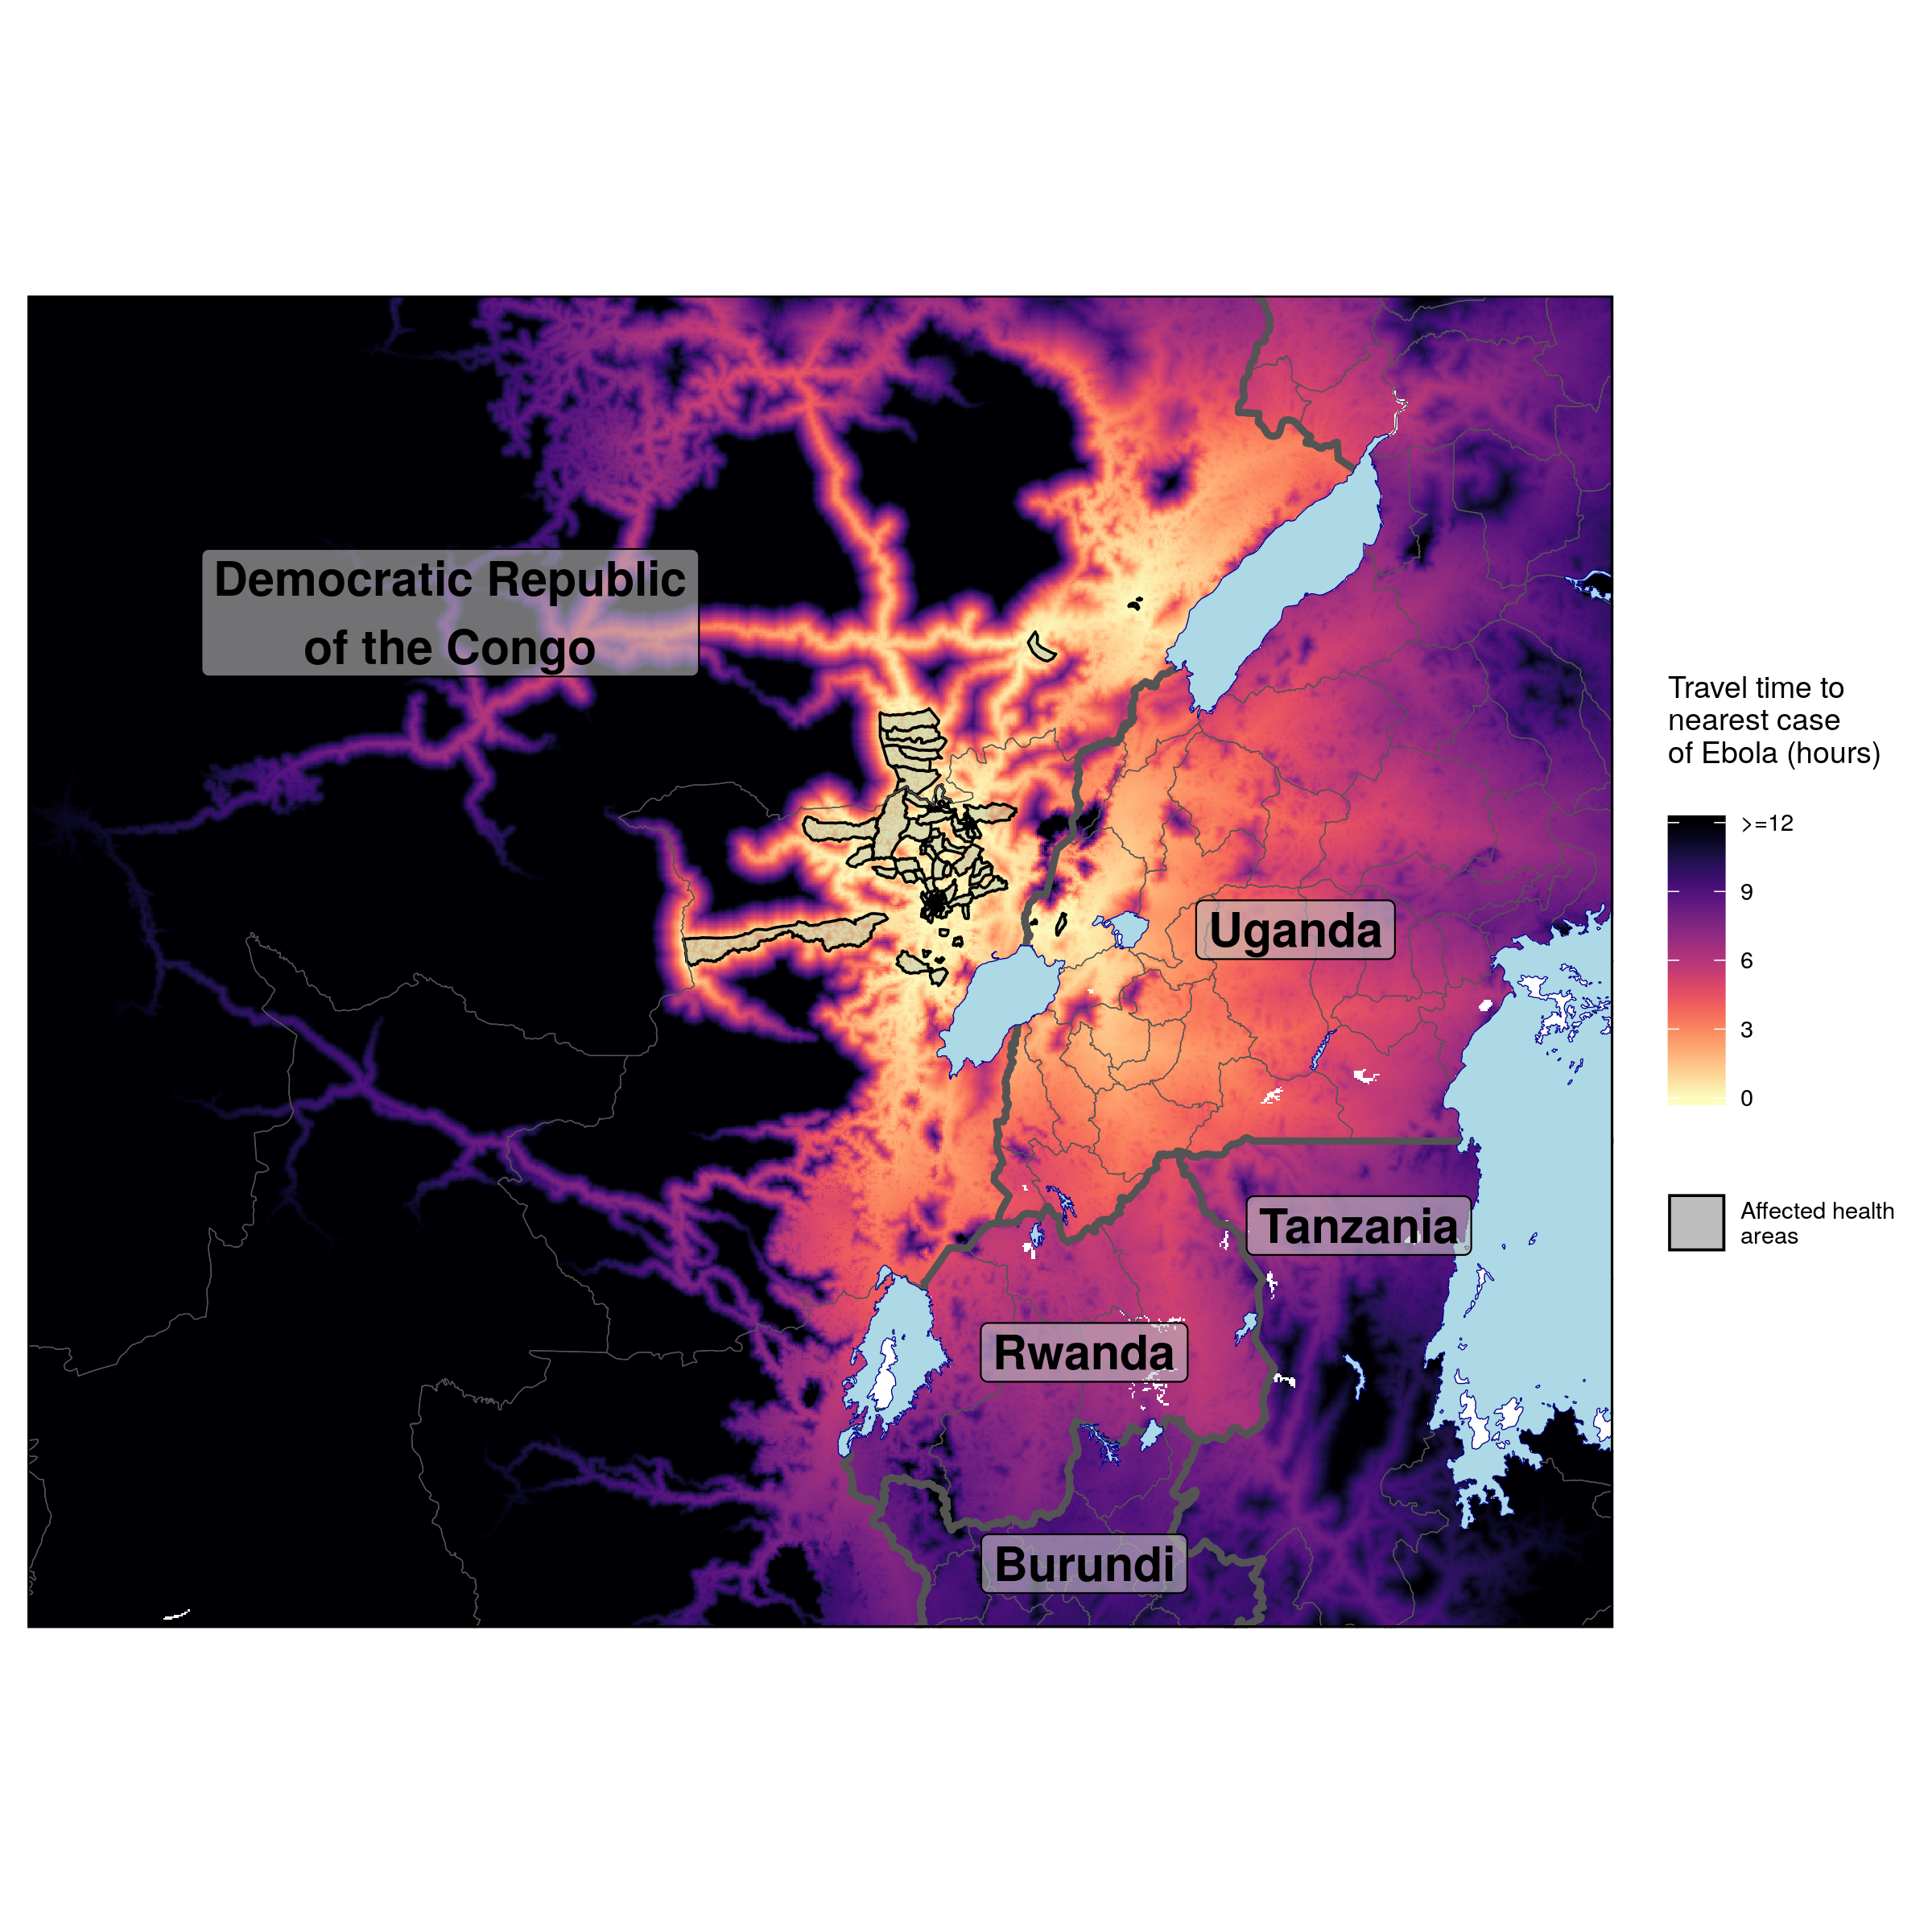 Democratic Republic
of the Congo
Uganda
Tanzania
Rwanda
Burundi
Travel time to
nearest case
of Ebola (hours)
>=12
9
6
3
0
Affected health
areas